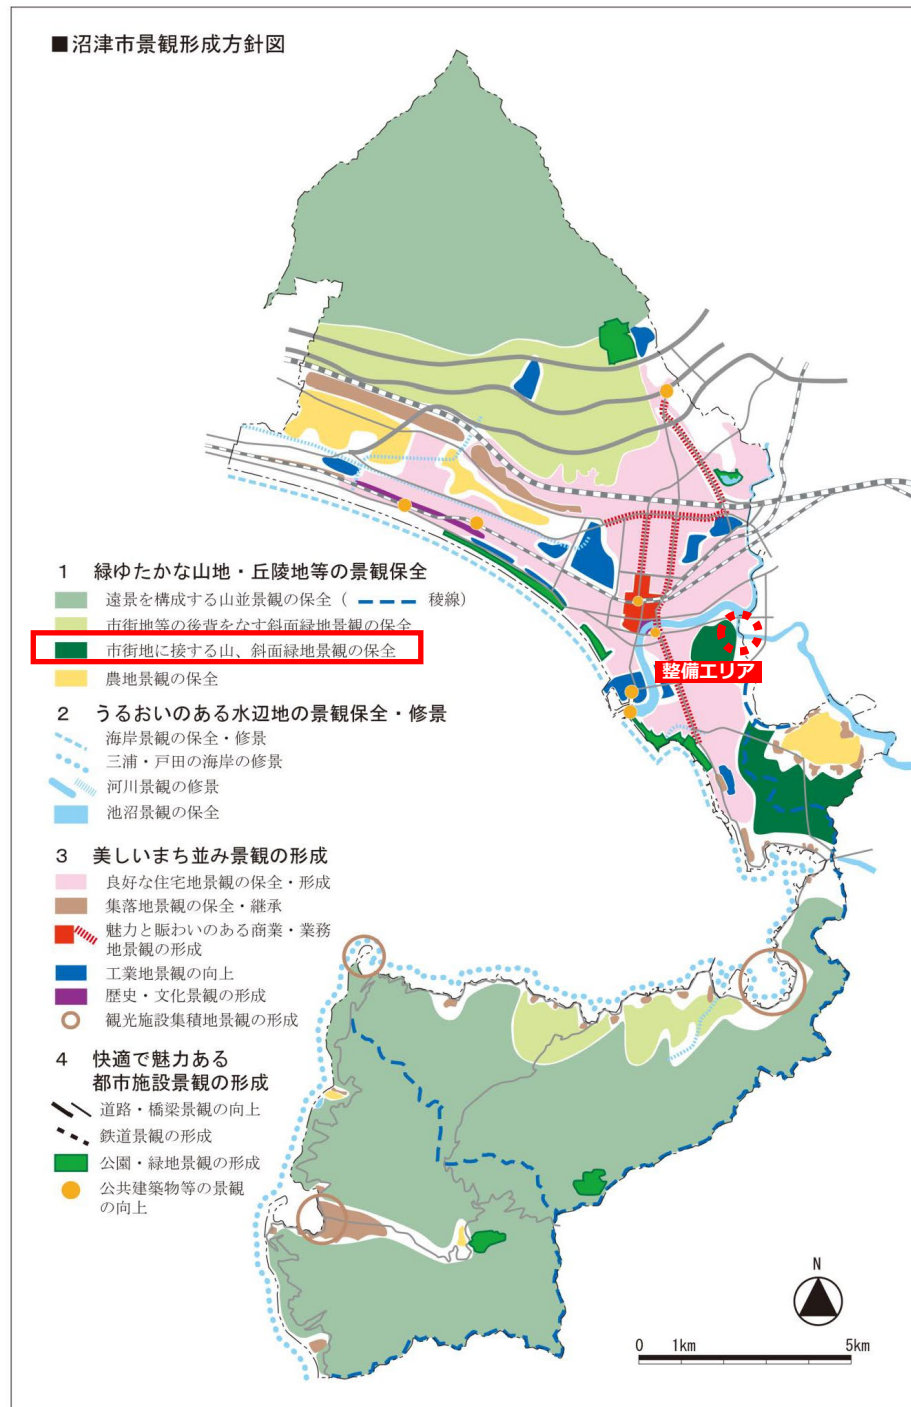 ■沼津市景観形成方針図
1 緑ゆたかな山地・丘陵地等の景観保全
遠景を構成する山並景観の保全（ 稜線）
市街地等の後背をなす斜面緑地景観の保全
市街地に接する山、斜面緑地景観の保全
農地景観の保全
2 うるおいのある水辺地の景観保全・修景
海岸景観の保全・修景
三浦・戸田の海岸の修景
河川景観の修景
池沼景観の保全
3 美しいまち並み景観の形成
良好な住宅地景観の保全・形成
集落地景観の保全・継承
魅力と賑わいのある商業・業務
地景観の形成
工業地景観の向上
歴史・文化景観の形成
観光施設集積地景観の形成
4 快適で魅力ある
都市施設景観の形成
道路・橋梁景観の向上
鉄道景観の形成
公園・緑地景観の形成
公共建築物等の景観
の向上
整備エリア
N
0 1km 5km